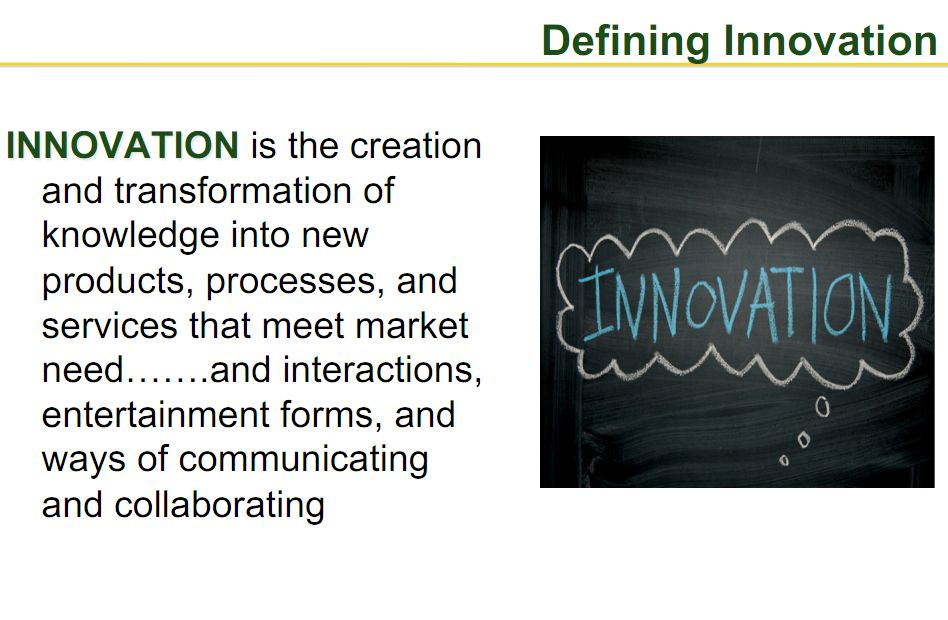 Defining Innovation
INNOVATION is the creation
and transformation of
knowledge into new
products, processes, and
services that meet market
need…….and interactions,
entertainment forms, and
ways of communicating
and collaborating
INNOVATION